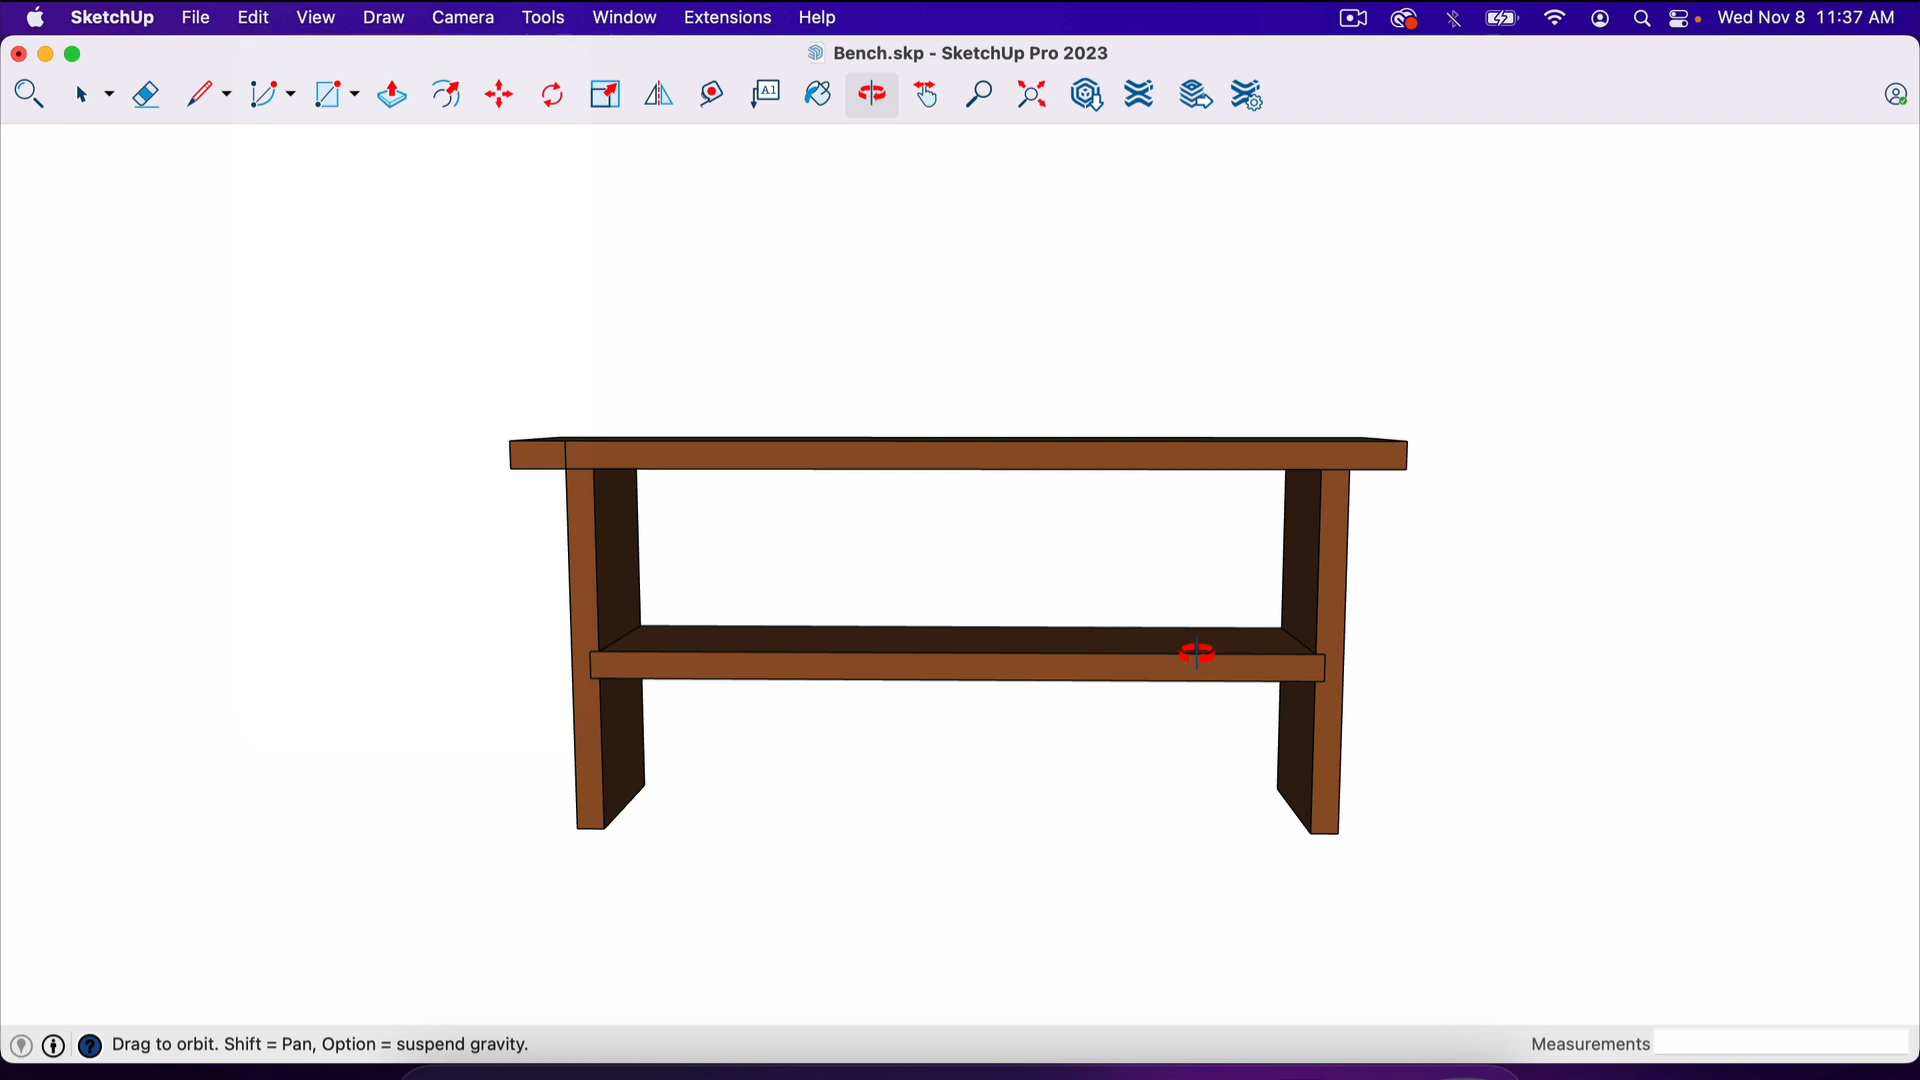 SketchUp File Edit View Draw Camera Tools Window Extensions Help Wed Nov 8 11:37 AM
Bench.skp - SketchUp Pro 2023
A1
Drag to orbit. Shift = Pan, Option = suspend gravity. Measurements